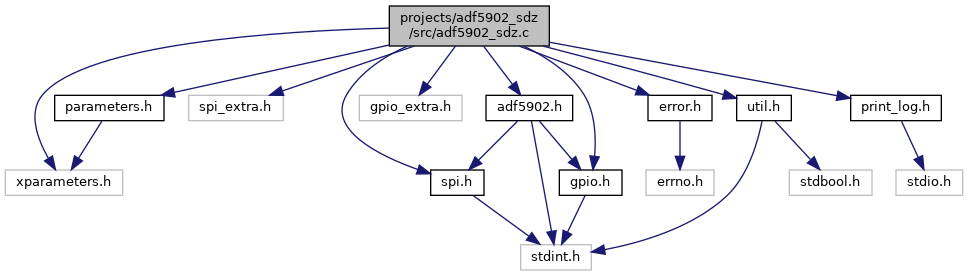 projects/adf5902_sdz
/src/adf5902_sdz.c
parameters.h
spi_extra.h
gpio_extra.h
adf5902.h
error.h
util.h
print_log.h
xparameters.h
spi.h
gpio.h
errno.h
stdbool.h
stdio.h
stdint.h